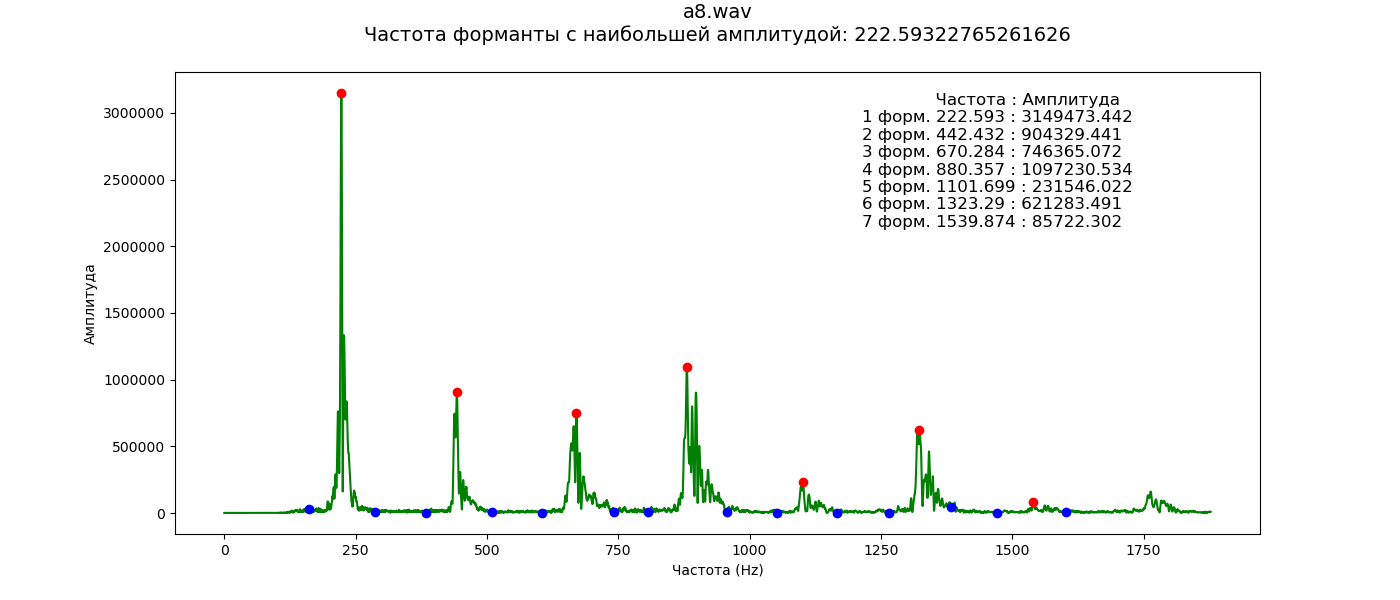 a8.wav
Частота форманты с наибольшей амплитудой: 222.59322765261626
Частота : Амплитуда
1 форм. 222.593 : 3149473.442
2 форм. 442.432 : 904329.441
3 форм. 670.284 : 746365.072
4 форм. 880.357 : 1097230.534
5 форм. 1101.699 : 231546.022
6 форм. 1323.29 : 621283.491
7 форм. 1539.874 : 85722.302
Амплитуда
3000000
2500000
2000000
1500000
1000000
500000
0
0 250 500 750 1000 1250 1500 1750
Частота (Hz)